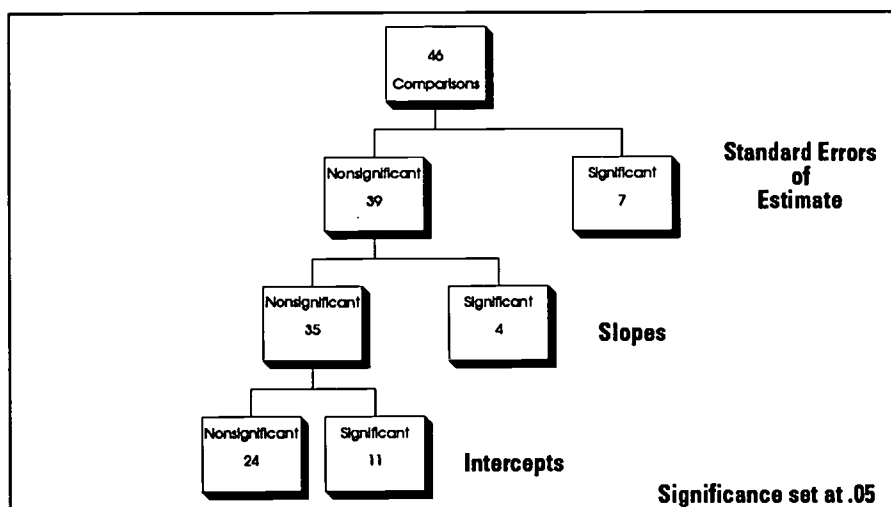 46
Comparisons
Nonsignificant
39
Significant
7
Standard Errors
of
Estimate
Nonsignificant
35
Significant
4
Slopes
Nonsignificant
24
Significant
11
Intercepts
Significance set at .05